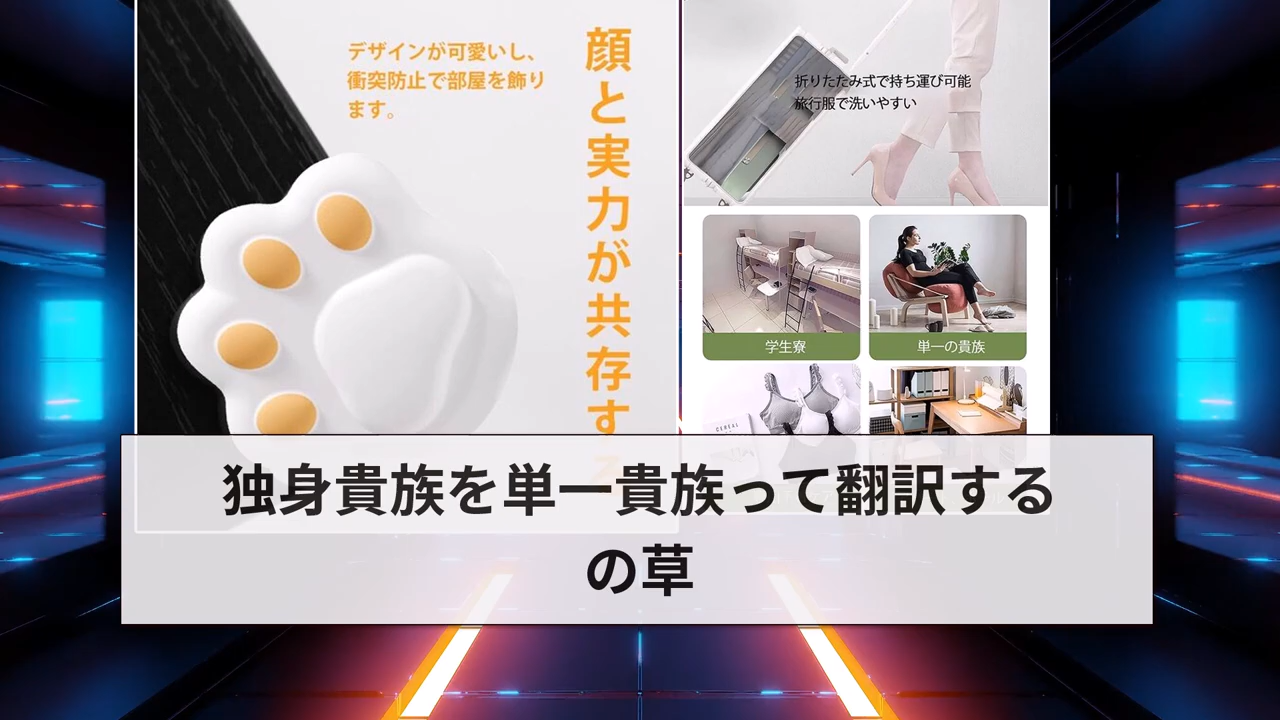 デザインが可愛いし、
衝突防止で部屋を飾り
ます。
顔と実力が共存する
折りたたみ式で持ち運び可能
旅行服で洗いやすい
学生寮
単一の貴族
CEREAL
独身貴族を単一貴族って翻訳する
の草